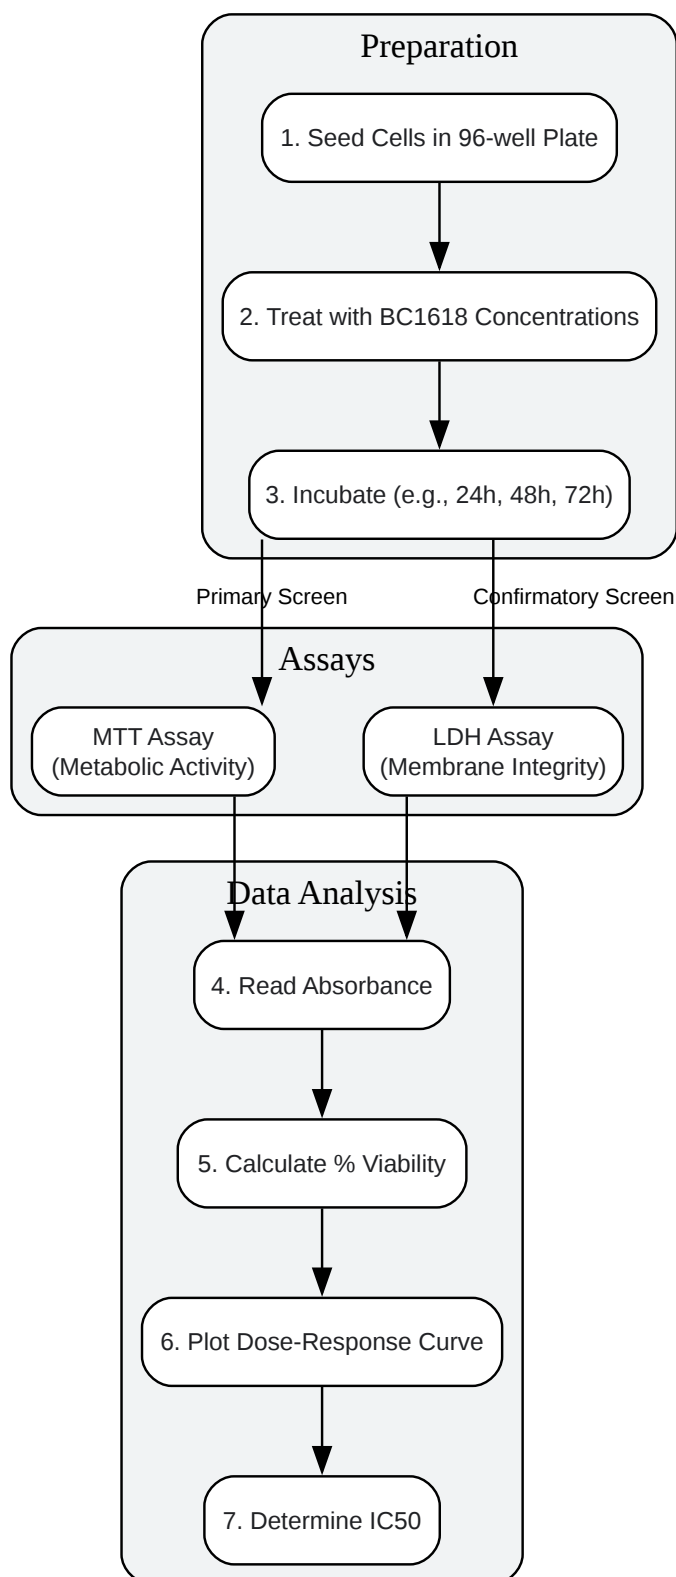 Preparation
1. Seed Cells in 96-well Plate
2. Treat with BC1618 Concentrations
3. Incubate (e.g., 24h, 48h, 72h)
Primary Screen
Confirmatory Screen
Assays
MTT Assay
(Metabolic Activity)
LDH Assay
(Membrane Integrity)
Data Analysis
4. Read Absorbance
5. Calculate % Viability
6. Plot Dose-Response Curve
7. Determine IC50